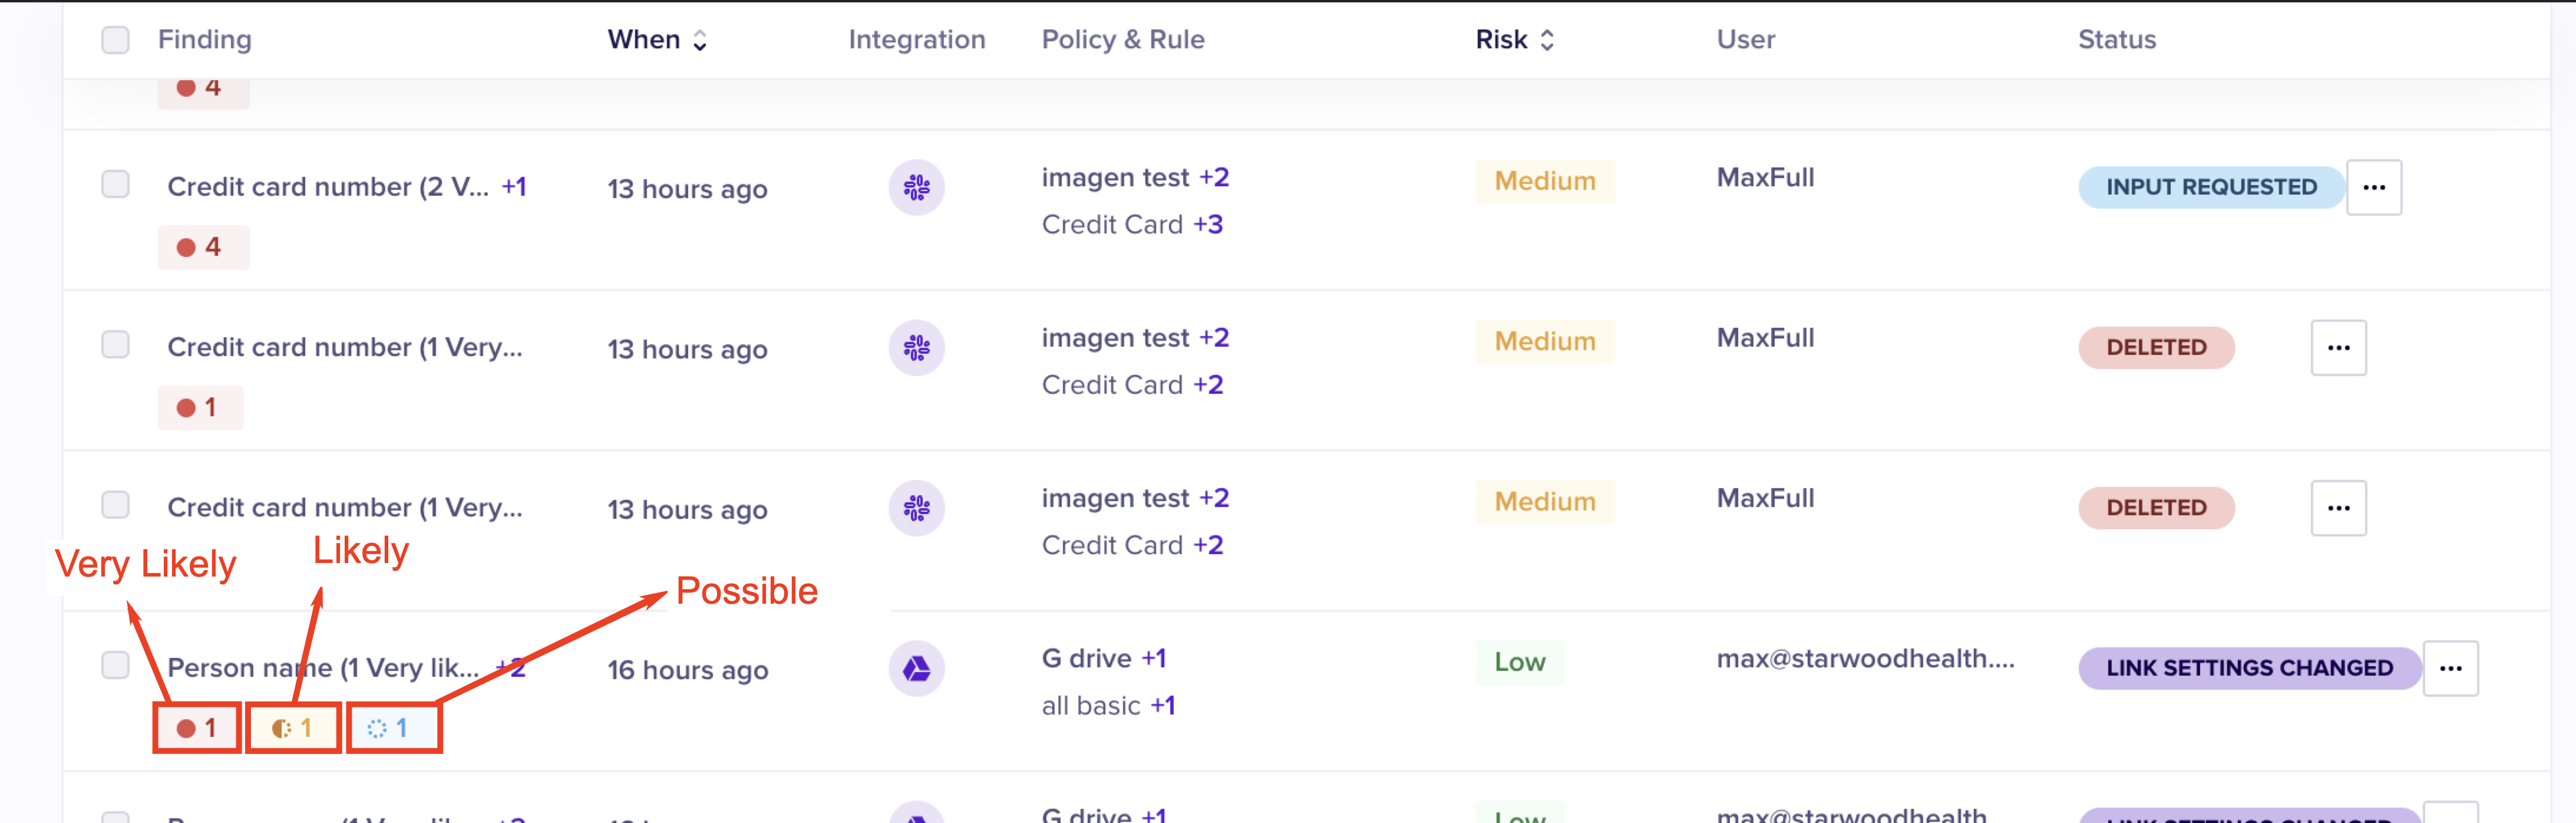 Finding When Integration Policy & Rule Risk User Status
4
Credit card number (2 V... +1 13 hours ago imagen test +2 Medium MaxFull INPUT REQUESTED ...
Credit Card +3
4
Credit card number (1 Very... 13 hours ago imagen test +2 Medium MaxFull DELETED ...
Credit Card +2
1
Credit card number (1 Very... 13 hours ago imagen test +2 Medium MaxFull DELETED ...
Credit Card +2
Very Likely Likely Possible
Person name (1 Very lik... +2 16 hours ago G drive +1 Low max@starwoodhealth.... LINK SETTINGS CHANGED ...
all basic +1
1 1 1
G drive +1 Low max@starwoodhealth LINK SETTINGS CHANGED